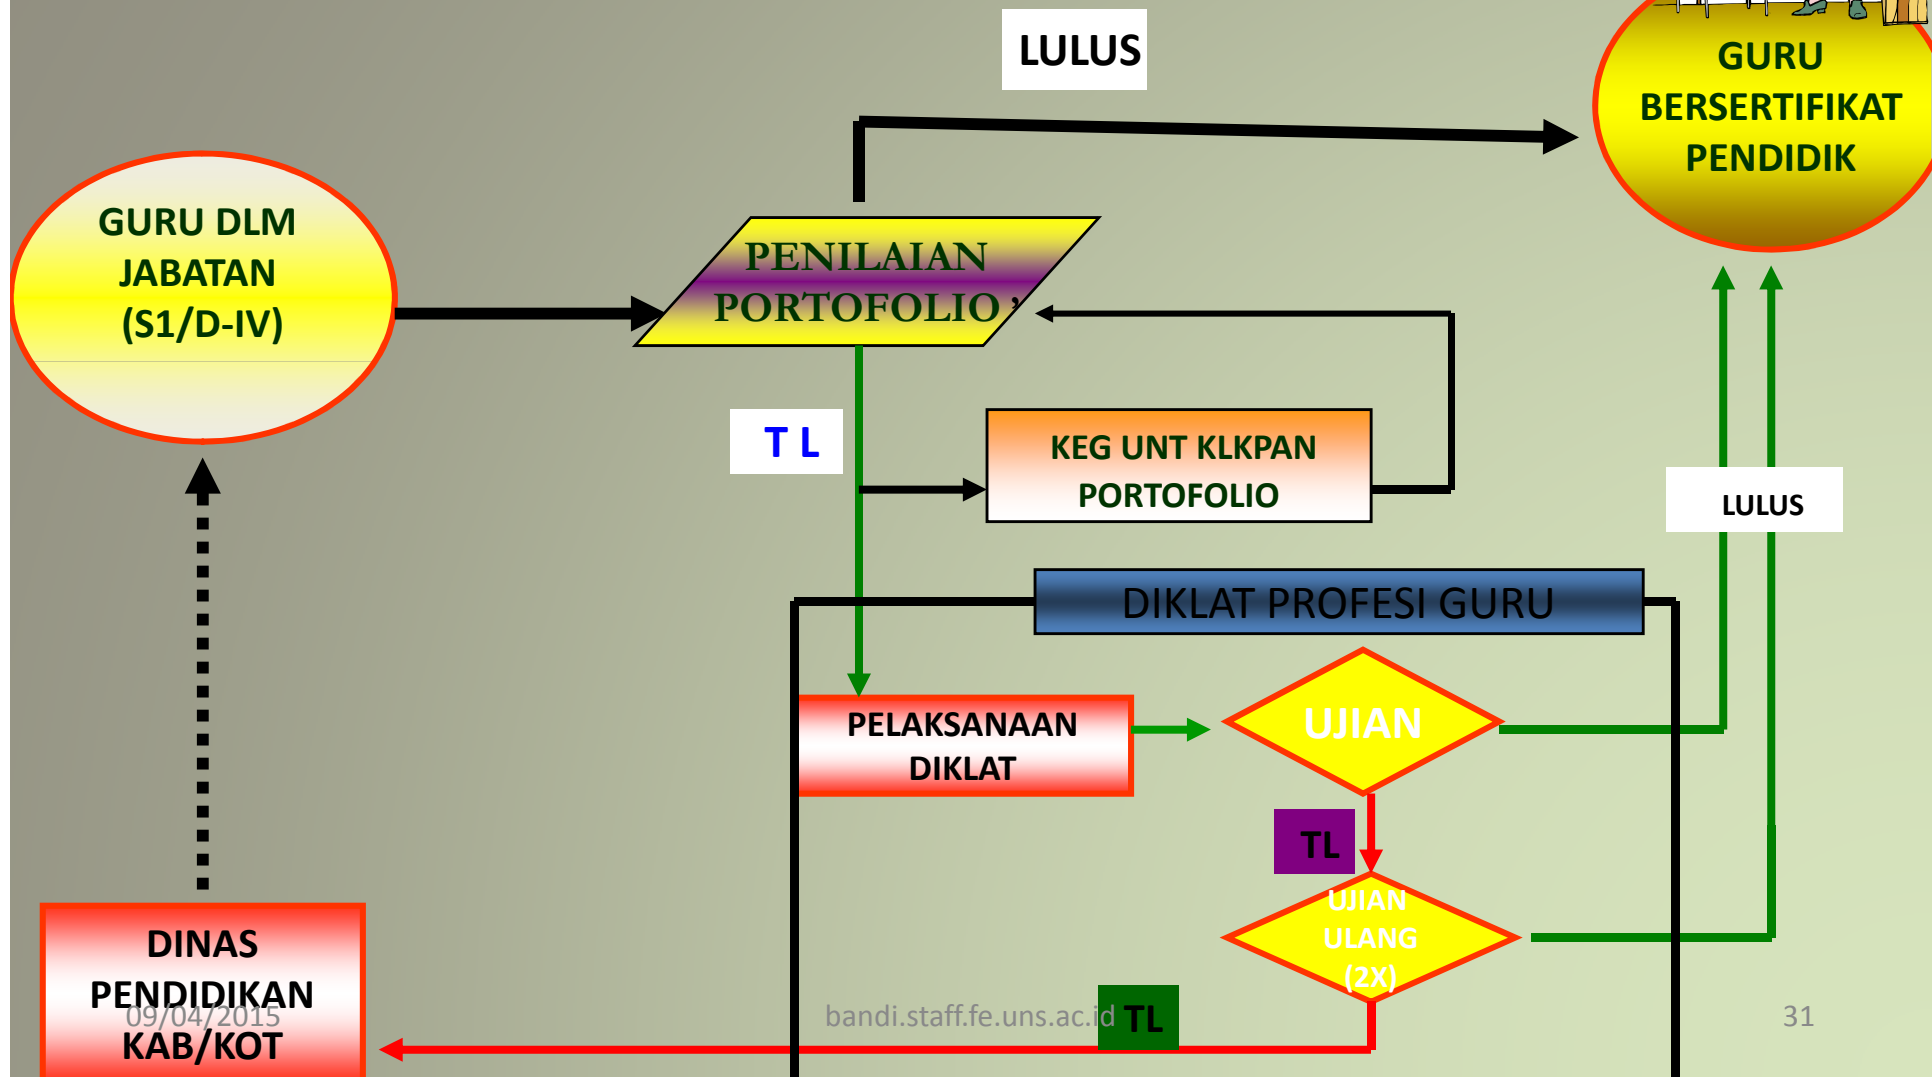 LULUS
GURU
BERSERTIFIKAT
PENDIDIK
GURU DLM
JABATAN
(S1/D-IV)
PENILAIAN
PORTOFOLIO’
T L
KEG UNT KLKPAN
PORTOFOLIO
LULUS
DIKLAT PROFESI GURU
PELAKSANAAN
DIKLAT
UJIAN
TL
UJIAN
ULANG
(2X)
DINAS
PENDIDIKAN
KAB/KOT
09/04/2015
bandi.staff.fe.uns.ac.id
TL
31